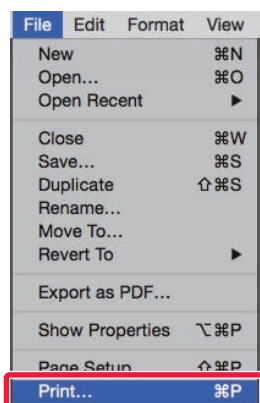 File Edit Format View
New ⌘N
Open... ⌘O
Open Recent ▶
Close ⌘W
Save... ⌘S
Duplicate ⇧⌘S
Rename...
Move To...
Revert To ▶
Export as PDF...
Show Properties ⌥⌘P
Page Setup ⇧⌘P
Print... ⌘P